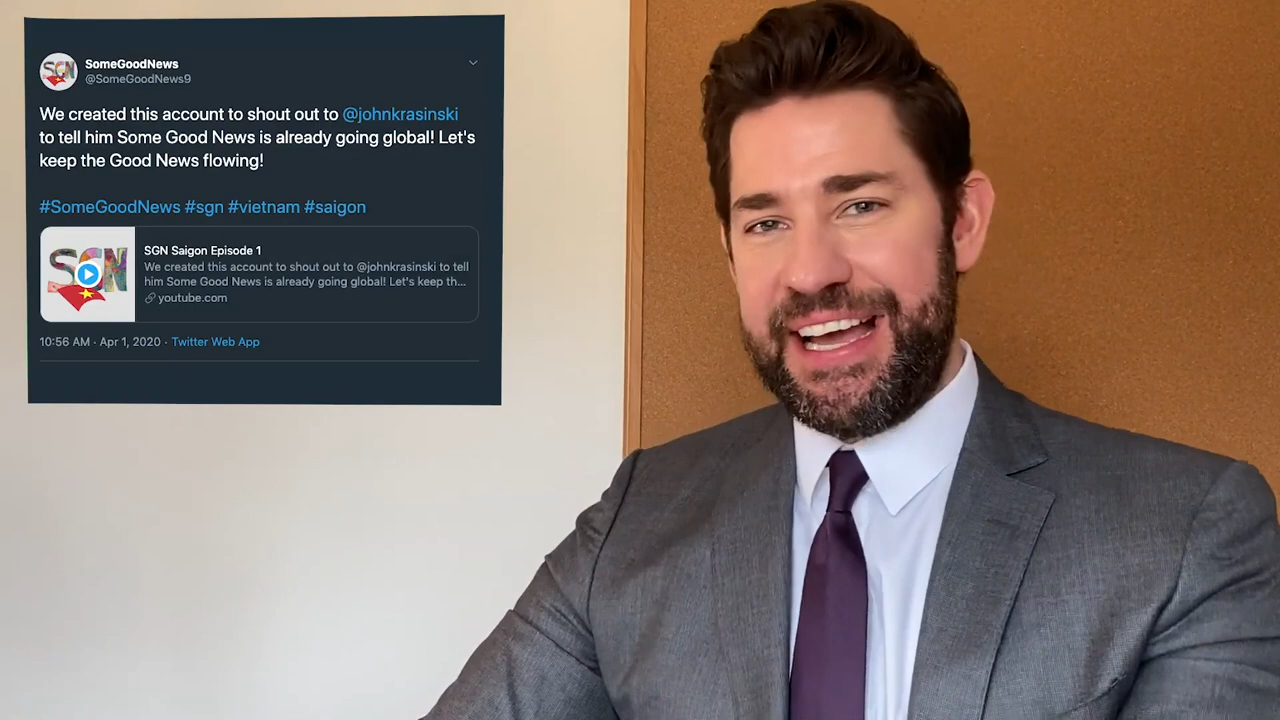 SomeGoodNews
@SomeGoodNews9
We created this account to shout out to @johnkrasinski
to tell him Some Good News is already going global! Let's
keep the Good News flowing!
#SomeGoodNews #sgn #vietnam #saigon
SGN
SGN Saigon Episode 1
We created this account to shout out to @johnkrasinski to tell
him Some Good News is already going global! Let's keep th...
youtube.com
10:56 AM · Apr 1, 2020 · Twitter Web App